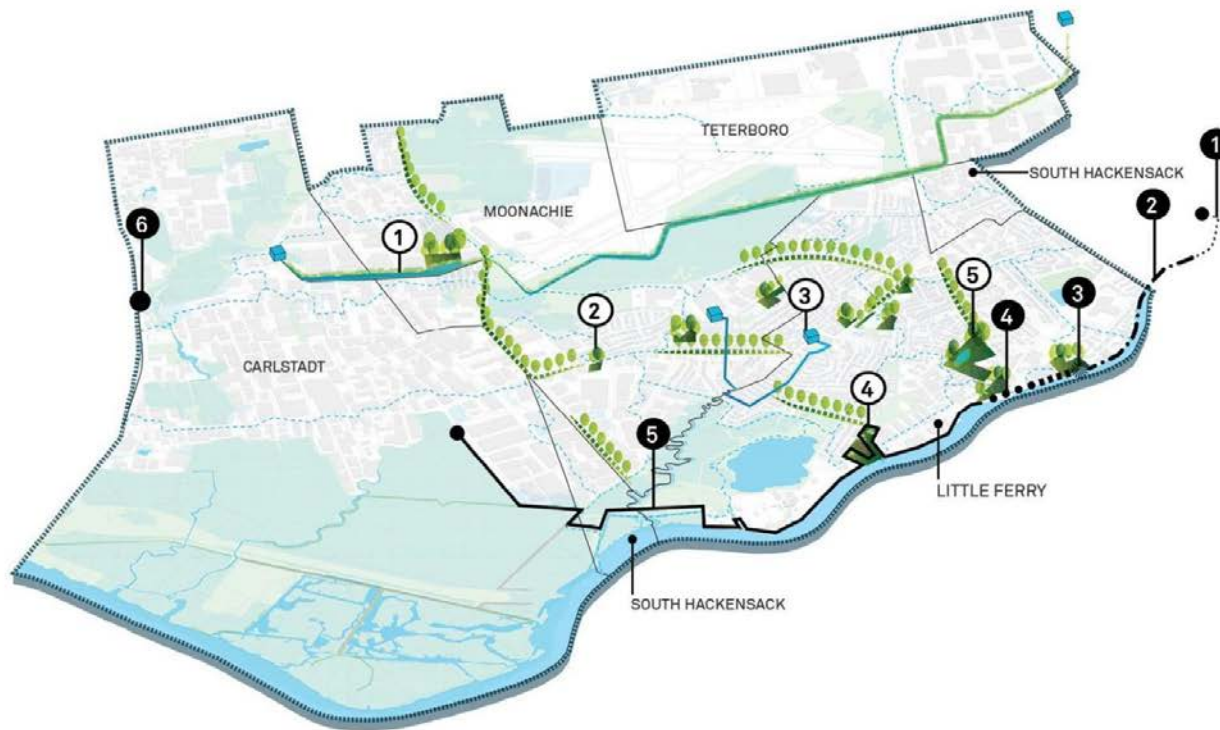 TETERBORO
SOUTH HACKENSACK
1
2
MOONACHIE
6
1
5
3
2
3
4
CARLSTADT
4
5
LITTLE FERRY
SOUTH HACKENSACK